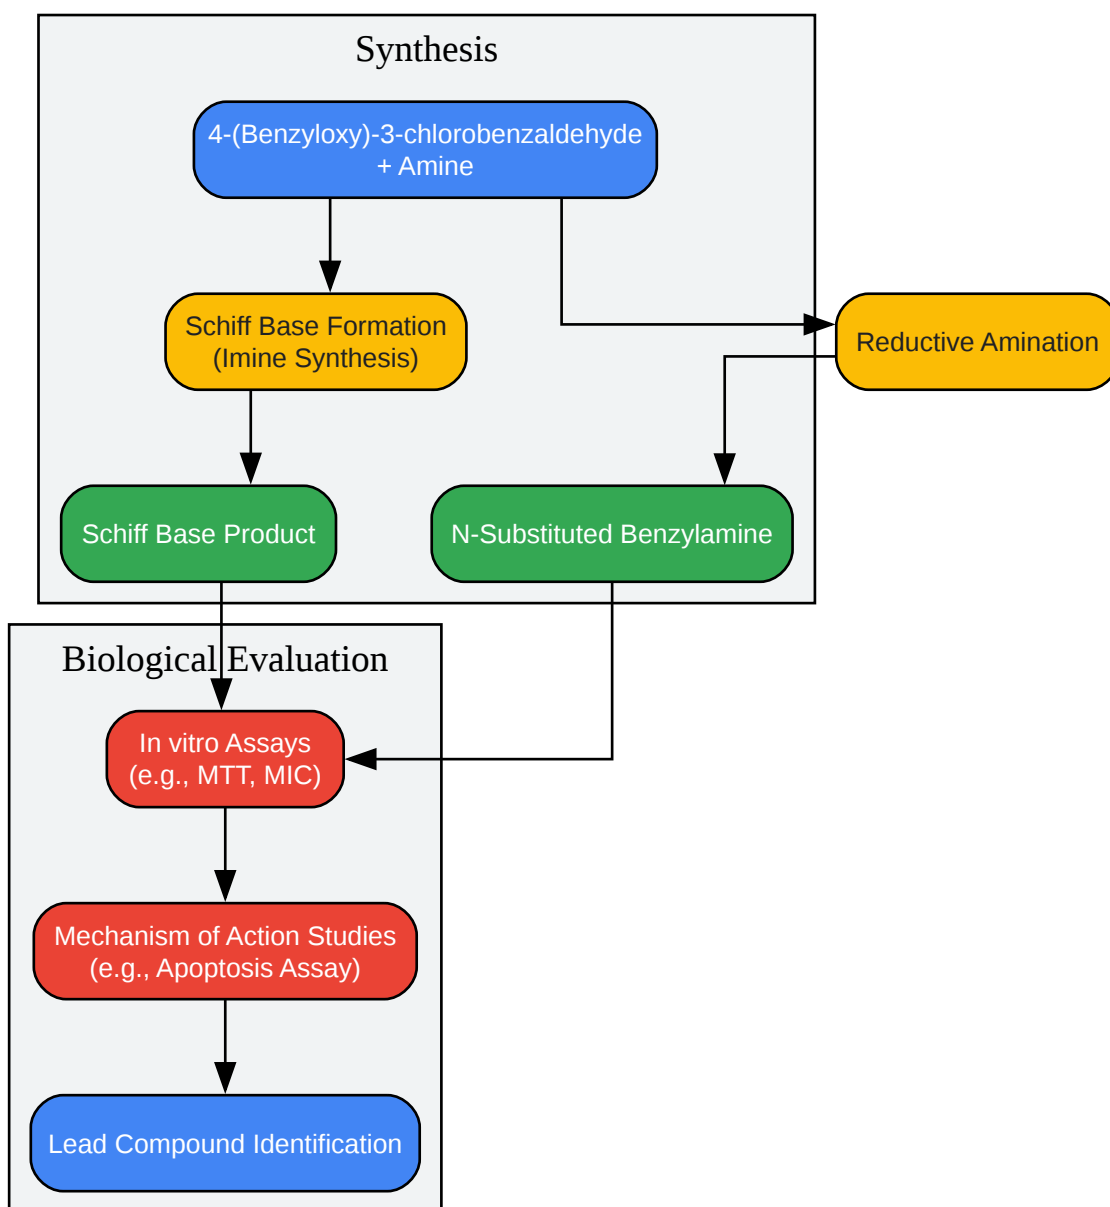 Synthesis
4-(Benzyloxy)-3-chlorobenzaldehyde
+ Amine
Schiff Base Formation
(Imine Synthesis)
Reductive Amination
Schiff Base Product
N-Substituted Benzylamine
Biological Evaluation
In vitro Assays
(e.g., MTT, MIC)
Mechanism of Action Studies
(e.g., Apoptosis Assay)
Lead Compound Identification